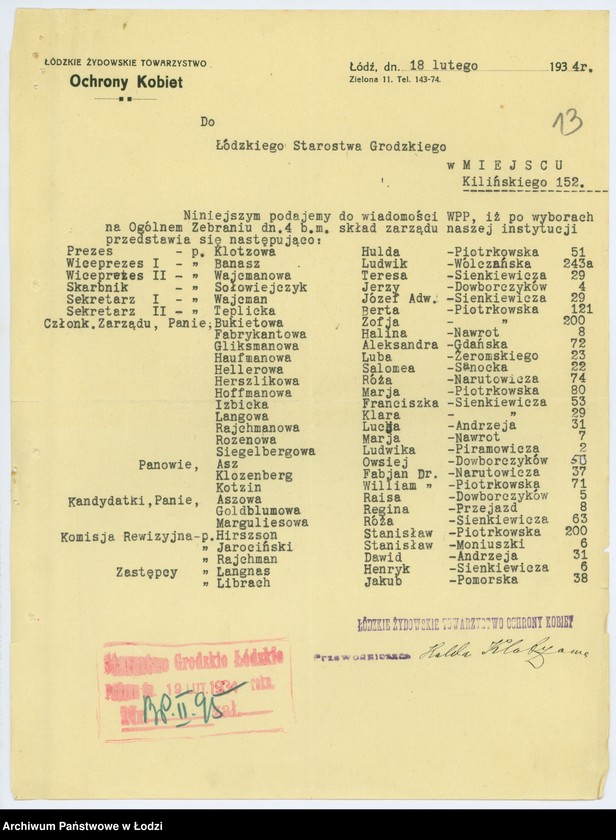 ŁÓDZKIE ŻYDOWSKIE TOWARZYSTWO
Ochrony Kobiet
Łódź, dn. 18 lutego 1934r.
Zielona 11. Tel. 143-74.
13
Do
Łódzkiego Starostwa Grodzkiego
w M I E J S C U
Kilińskiego 152.
Niniejszym podajemy do wiadomości WPP, iż po wyborach
na Ogólnem Zebraniu dn.4 b.m. skład zarządu naszej instytucji
przedstawia się następująco:
Prezes - p. Klotzowa Hulda -Piotrkowska 51
Wiceprezes I - „ Banasz Ludwik -Wólczańska 243a
Wiceprezes II - „ Wajcmanowa Teresa -Sienkiewicza 29
Skarbnik - „ Sołowiejczyk Jerzy -Dowborczyków 4
Sekretarz I - „ Wajcman Józef Adw. -Sienkiewicza 29
Sekretarz II - „ Teplicka Berta -Piotrkowska 121
Członk.Zarządu, Panie; Bukietowa Zofja - „ 200
Fabrykantowa Halina -Nawrot 8
Gliksmanowa Aleksandra -Gdańska 72
Haufmanowa Luba -Żeromskiego 23
Hellerowa Salomea -Sanocka 22
Herszlikowa Róża -Narutowicza 74
Hoffmanowa Marja -Piotrkowska 80
Izbicka Franciszka -Sienkiewicza 53
Langowa Klara - „ 29
Rajchmanowa -Andrzeja 31
Rozenowa Marja -Nawrot 7
Siegelbergowa Ludwika -Piramowicza 2
Panowie, Asz Owsiej -Dowborczyków
Klozenberg Fabjan Dr. -Narutowicza 37
Kotzin William „ -Piotrkowska 71
Kandydatki, Panie, Aszowa Raisa -Dowborczyków 5
Goldblumowa Regina -Przejazd 8
Marguliesowa Róża -Sienkiewicza 63
Komisja Rewizyjna-p. Hirszson Stanisław -Piotrkowska 200
„ Jarociński Stanisław -Moniuszki 6
„ Rajchman Dawid -Andrzeja 31
Zastępcy „ Langnas Henryk -Sienkiewicza 6
„ Librach Jakub -Pomorska 38
ŁÓDZKIE ŻYDOWSKIE TOWARZYSTWO OCHRONY KOBIET
PRZEWODNICZĄCA
Starostwo Grodzkie Łódzkie
19 III 1934 roku.
BP.II.95
Archiwum Państwowe w Łodzi